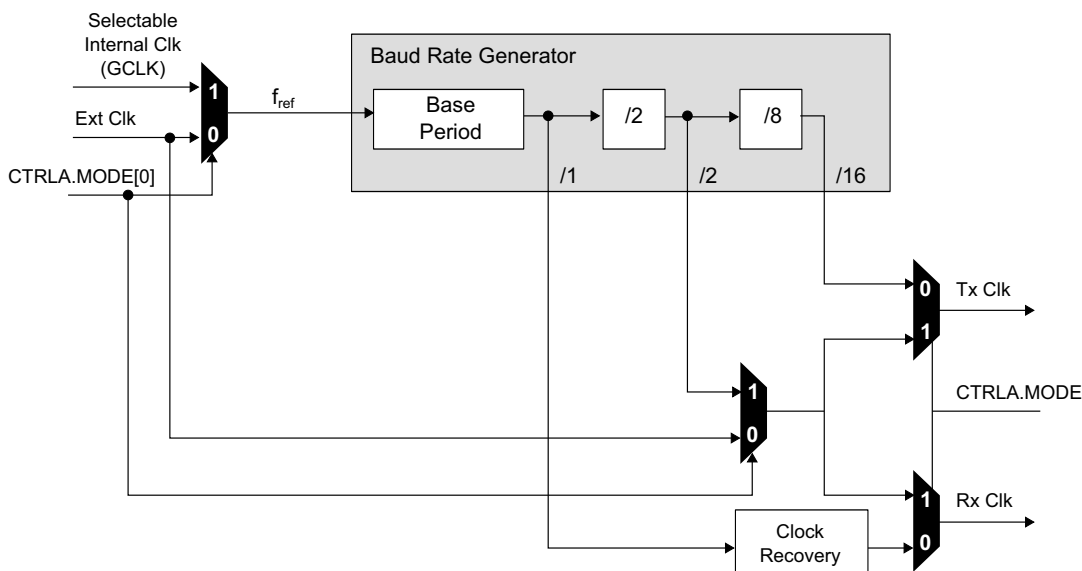 Selectable
Internal Clk
(GCLK)
Ext Clk
CTRLA.MODE[0]
1
0
fref
Baud Rate Generator
Base
Period
/2
/8
/1
/2
/16
0
1
Tx Clk
1
0
CTRLA.MODE
1
0
Rx Clk
Clock
Recovery